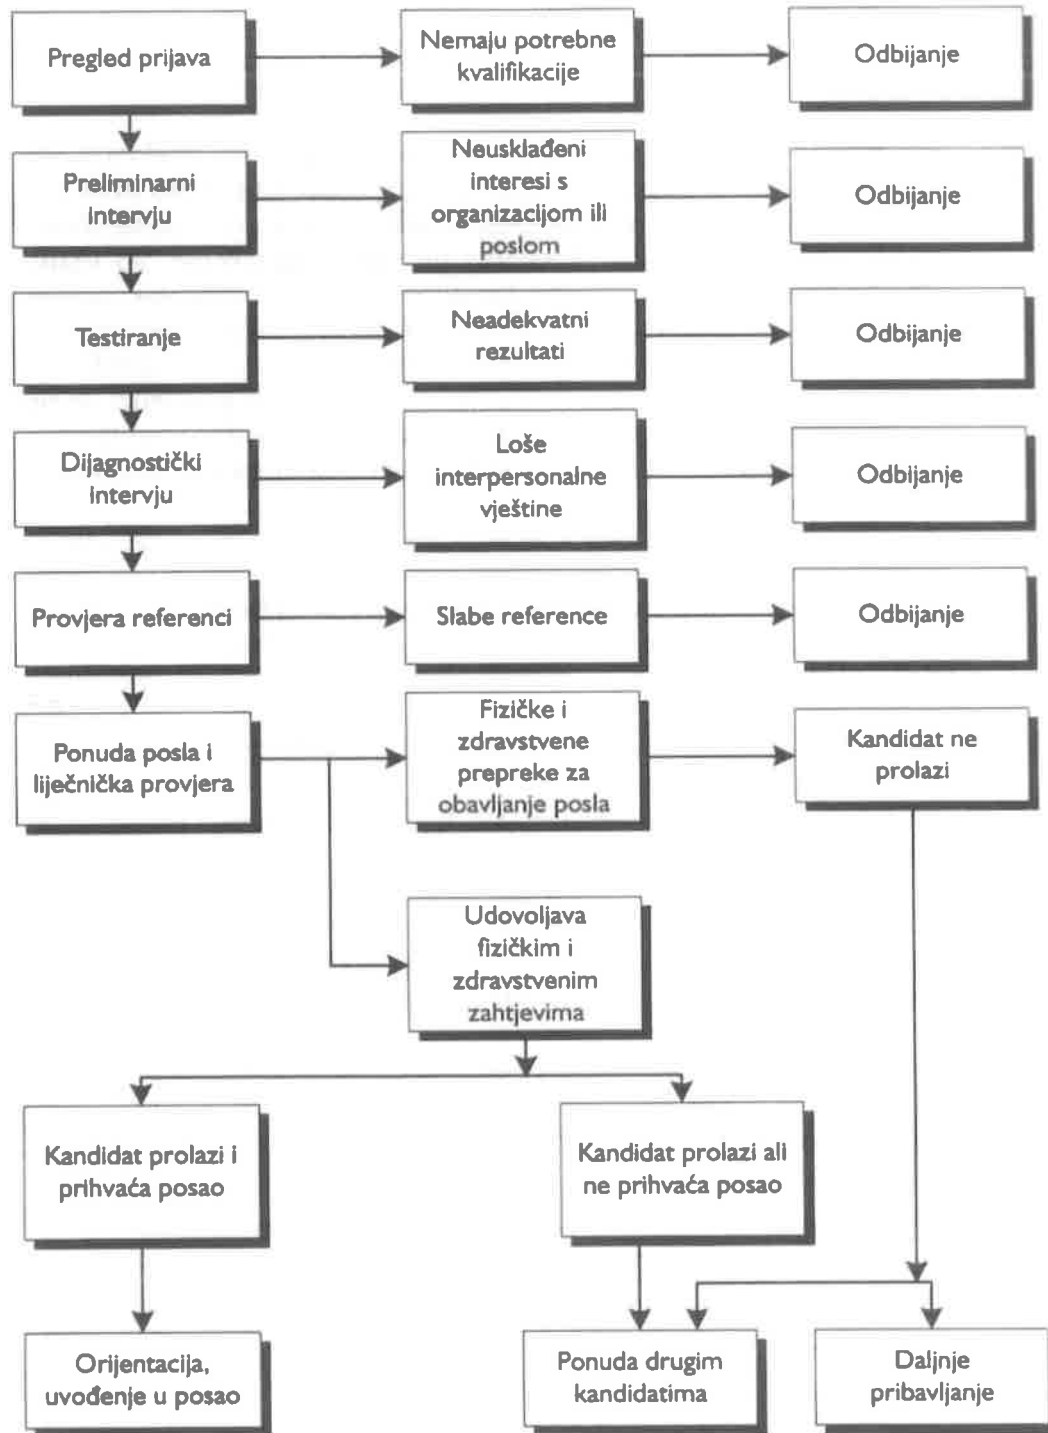 Pregled prijava
Nemaju potrebne
kvalifikacije
Odbijanje
Preliminarni
intervju
Neusklađeni
interesi s
organizacijom ili
poslom
Odbijanje
Testiranje
Neadekvatni
rezultati
Odbijanje
Dijagnostički
intervju
Loše
interpersonalne
vještine
Odbijanje
Provjera referenci
Slabe reference
Odbijanje
Ponuda posla i
liječnička provjera
Fizičke i
zdravstvene
prepreke za
obavljanje posla
Kandidat ne
prolazi
Udovoljava
fizičkim i
zdravstvenim
zahtjevima
Kandidat prolazi i
prihvaća posao
Kandidat prolazi ali
ne prihvaća posao
Orijentacija,
uvođenje u posao
Ponuda drugim
kandidatima
Daljnje
pribavljanje